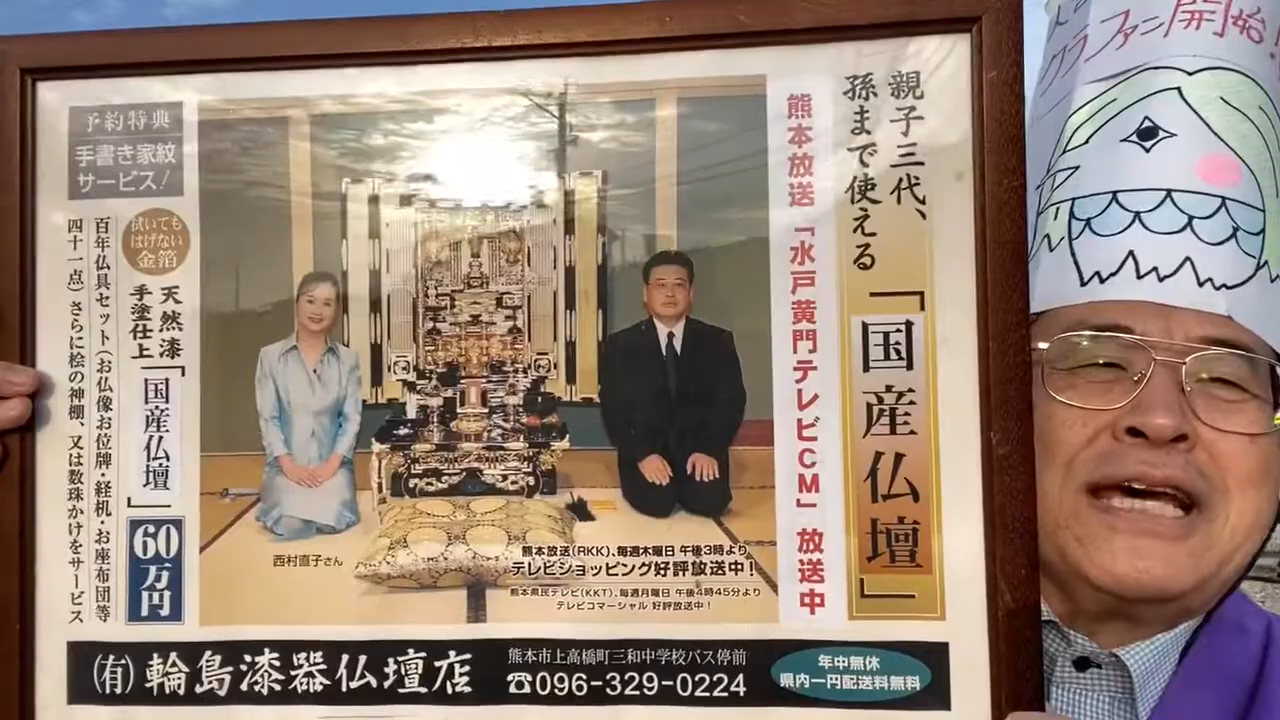 クラファン開始!
親子三代、
孫まで使える
「国産仏壇」
熊本放送「水戸黄門テレビCM」放送中
予約特典
手書き家紋
サービス!
拭いても
はげない
金箔
天然漆
手塗仕上
「国産仏壇」
60万円
百年仏具セット(お仏像お位牌・経机・お座布団等
四十一点)さらに桧の神棚、又は数珠かけをサービス
西村直子さん
熊本放送(RKK)、毎週木曜日 午後3時より
テレビショッピング好評放送中!
熊本県民テレビ(KKT)、毎週月曜日 午後4時45分より
テレビコマーシャル 好評放送中!
㈲輪島漆器仏壇店
熊本市上高橋町三和中学校バス停前
☎096-329-0224
年中無休
県内一円配送料無料